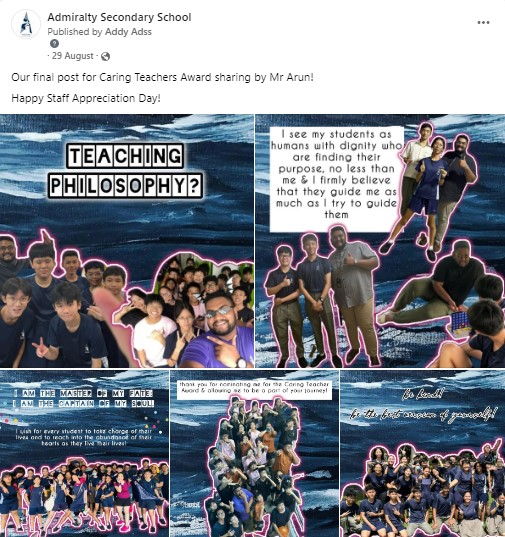 Admiralty Secondary School
Published by Addy Adss
29 August
Our final post for Caring Teachers Award sharing by Mr Arun!
Happy Staff Appreciation Day!
TEACHING
PHILOSOPHY?
I see my students as
humans with dignity who
are finding their
purpose, no less than
me & I firmly believe
that they guide me as
much as I try to guide
them
I AM THE MASTER OF MY FATE!
I AM THE CAPTAIN OF MY SOUL!
I wish for every student to take charge of their
lives and to reach into the abundance of their
hearts as they live their lives!
thank you for nominating me for the Caring Teacher
Award & allowing me to be a part of your journey!
be kind!
be the best version of yourself!